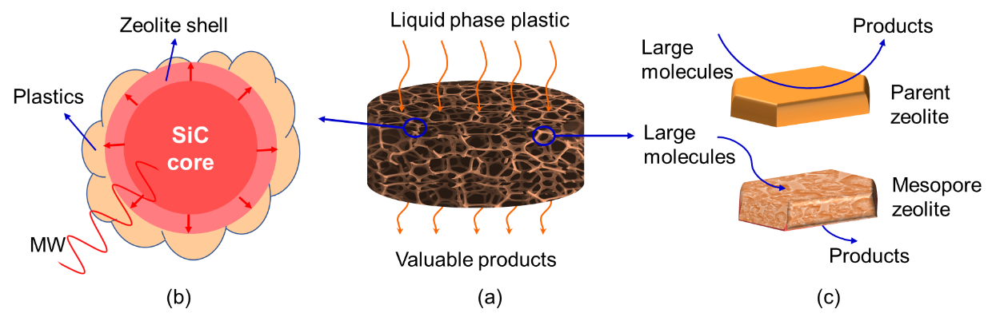 Zeolite shell
Plastics
SiC
core
MW
(b)
Liquid phase plastic
Valuable products
(a)
Large
molecules
Products
Parent
zeolite
Large
molecules
Mesopore
zeolite
Products
(c)